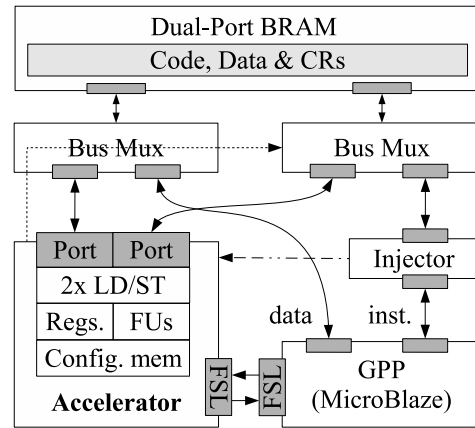 Dual-Port BRAM
Code, Data & CRs
Bus Mux
Bus Mux
Port
Port
2x LD/ST
Regs.
FUs
Config. mem
Accelerator
Injector
data
inst.
FSL
FSL
GPP
(MicroBlaze)